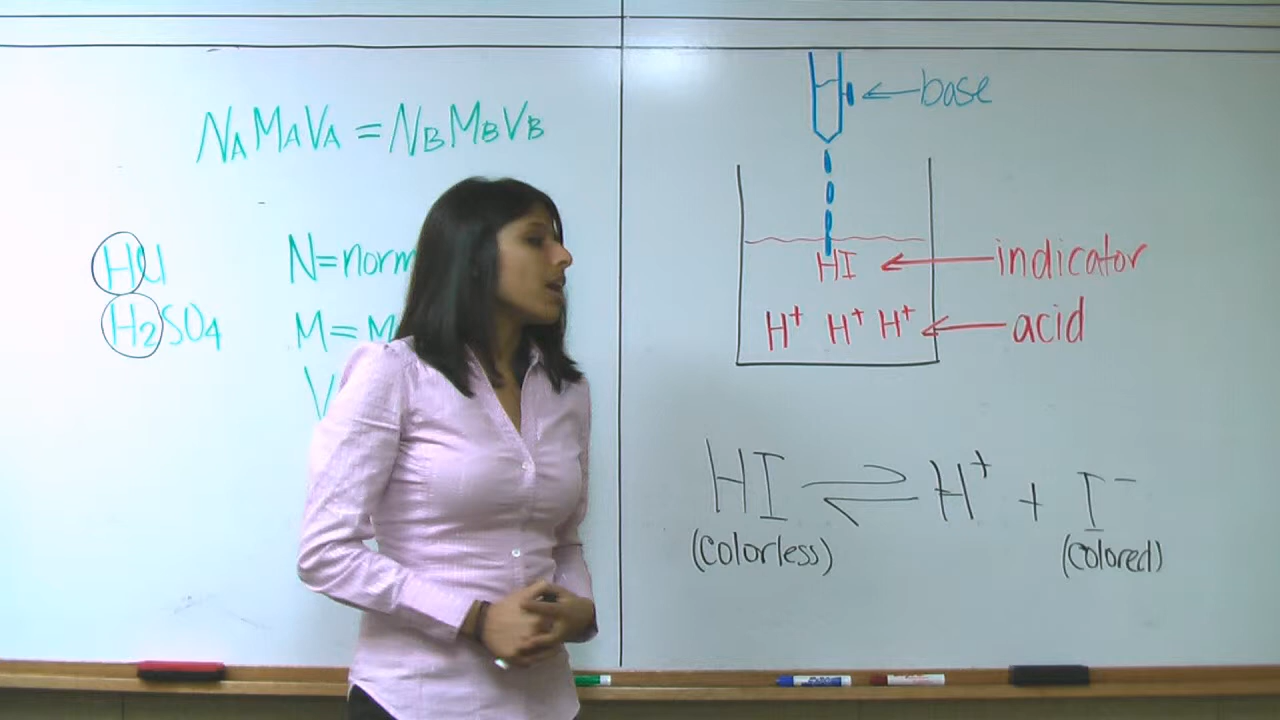 NAMAVA = NBMBVB
HCl
H2SO4
N=norm
M=M
V
base
HI
indicator
H+ H+ H+
acid
HI ⇌ H+ + I-
(colorless) (colored)